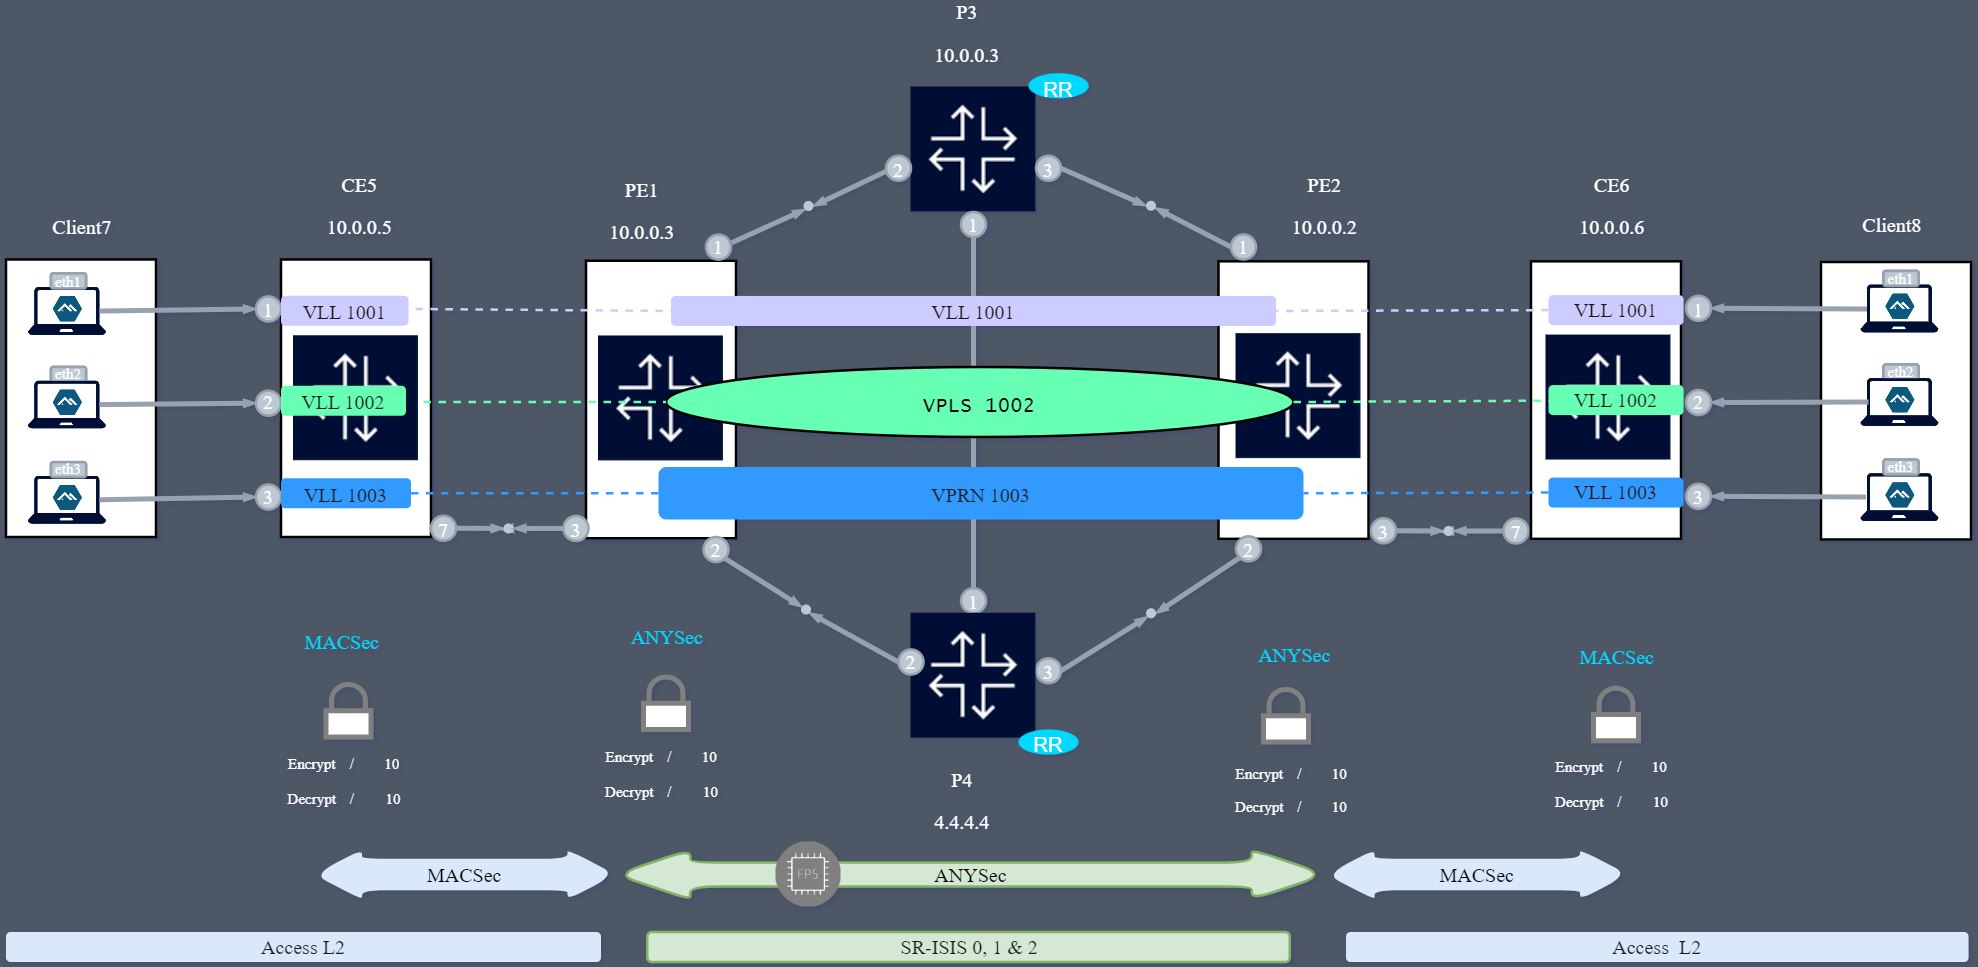 P3
10.0.0.3
RR
2
3
1
CE5
10.0.0.5
PE1
10.0.0.3
PE2
10.0.0.2
CE6
10.0.0.6
Client7
Client8
1
1
eth1
1
VLL 1001
VLL 1001
VLL 1001
1
eth1
eth2
2
VLL 1002
VPLS 1002
VLL 1002
2
eth2
eth3
3
VLL 1003
VPRN 1003
VLL 1003
3
eth3
7
3
3
7
2
2
1
2
3
RR
P4
4.4.4.4
MACSec
Encrypt / 10
Decrypt / 10
ANYSec
Encrypt / 10
Decrypt / 10
ANYSec
Encrypt / 10
Decrypt / 10
MACSec
Encrypt / 10
Decrypt / 10
MACSec
FP5
ANYSec
MACSec
Access L2
SR-ISIS 0, 1 & 2
Access L2